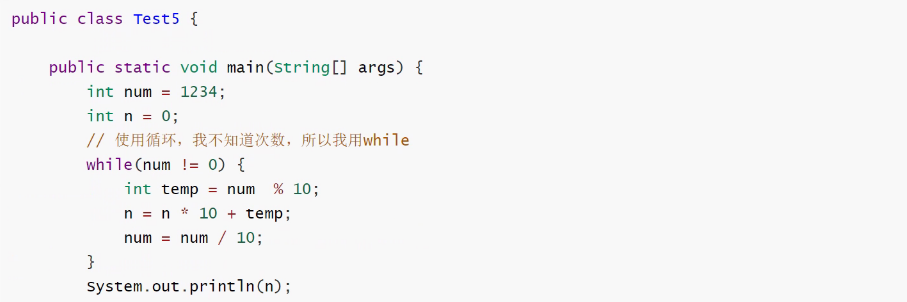 public class Test5 {
    public static void main(String[] args) {
        int num = 1234;
        int n = 0;
        // 使用循环，我不知道次数，所以我用while
        while(num != 0) {
            int temp = num  % 10;
            n = n * 10 + temp;
            num = num / 10;
        }
        System.out.println(n);